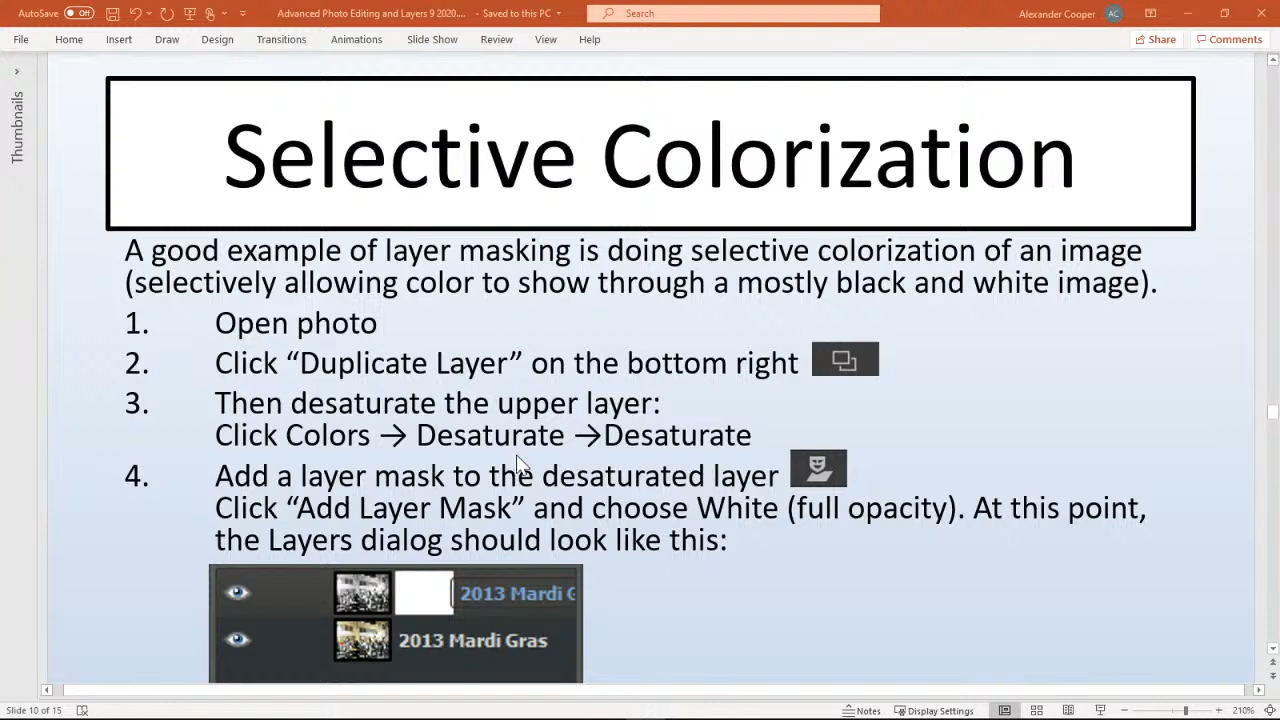 AutoSave Off Advanced Photo Editing and Layers 9 2020.... - Saved to this PC Search Alexander Cooper AC
File Home Insert Draw Design Transitions Animations Slide Show Review View Help Share Comments
Thumbnails
Selective Colorization
A good example of layer masking is doing selective colorization of an image
(selectively allowing color to show through a mostly black and white image).
1. Open photo
2. Click “Duplicate Layer” on the bottom right
3. Then desaturate the upper layer:
Click Colors → Desaturate →Desaturate
4. Add a layer mask to the desaturated layer
Click “Add Layer Mask” and choose White (full opacity). At this point,
the Layers dialog should look like this:
2013 Mardi G
2013 Mardi Gras
Slide 10 of 15 Notes Display Settings 210%